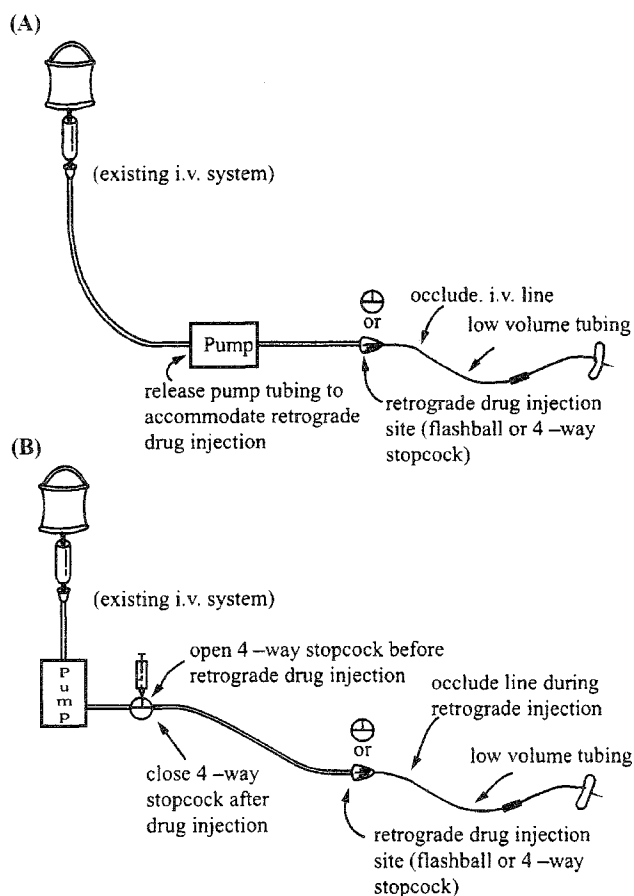 (A)
(existing i.v. system)
or
occlude. i.v. line
low volume tubing
Pump
release pump tubing to
accommodate retrograde
drug injection
retrograde drug injection
site (flashball or 4 –way
stopcock)
(B)
(existing i.v. system)
Pump
open 4 –way stopcock before
retrograde drug injection
occlude line during
retrograde injection
or
low volume tubing
close 4 –way
stopcock after
drug injection
retrograde drug injection
site (flashball or 4 –way
stopcock)